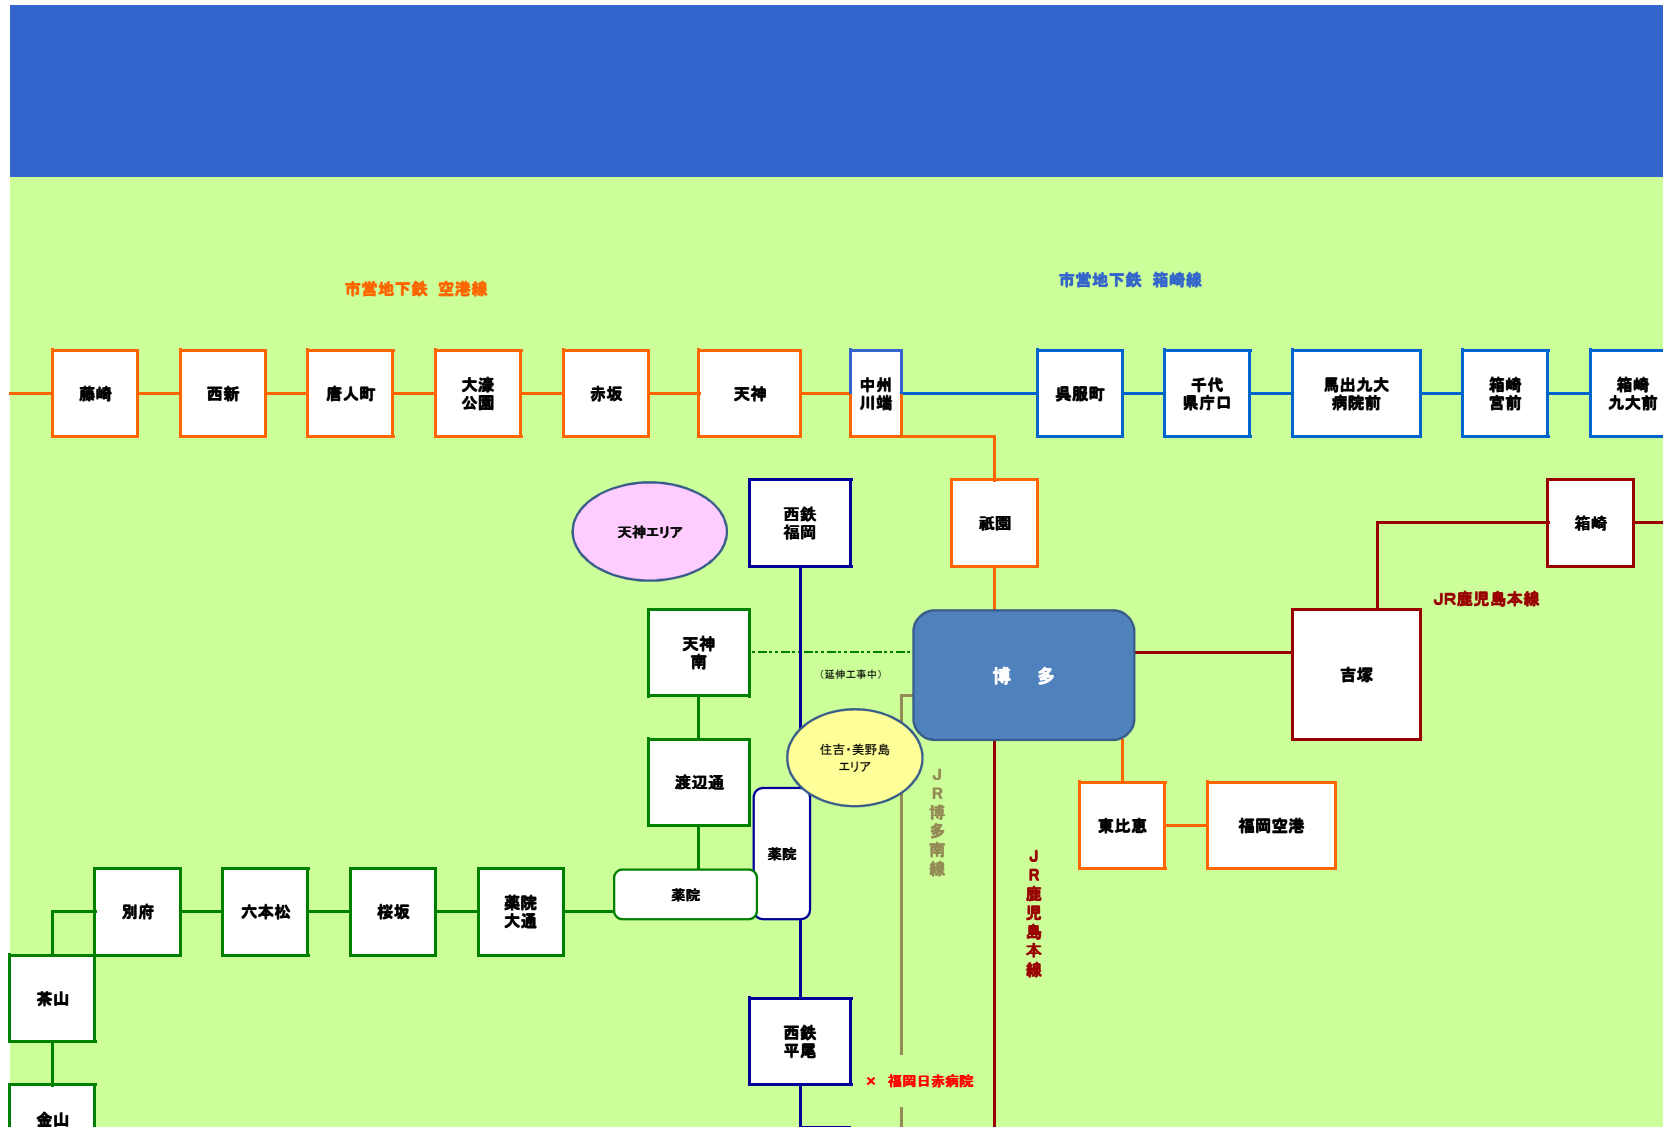 市営地下鉄 箱崎線
市営地下鉄 空港線
藤崎
西新
唐人町
大濠
公園
赤坂
天神
中州
川端
呉服町
千代
県庁口
馬出九大
病院前
箱崎
宮前
箱崎
九大前
天神エリア
西鉄
福岡
祇園
箱崎
JR鹿児島本線
天神
南
（延伸工事中）
博 多
吉塚
住吉・美野島
エリア
渡辺通
JR博多南線
東比恵
福岡空港
薬院
薬院
JR鹿児島本線
別府
六本松
桜坂
薬院
大通
茶山
西鉄
平尾
× 福岡日赤病院
金山